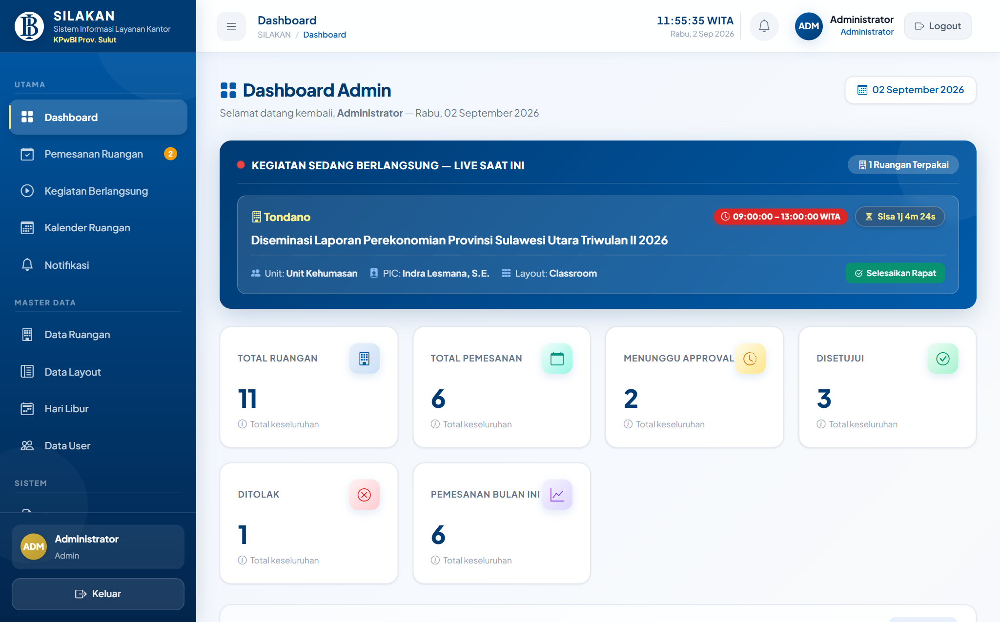 SILAKAN
Sistem Informasi Layanan Kantor
KPwBI Prov. Sulut
UTAMA
Dashboard
Pemesanan Ruangan 2
Kegiatan Berlangsung
Kalender Ruangan
Notifikasi
MASTER DATA
Data Ruangan
Data Layout
Hari Libur
Data User
SISTEM
ADM
Administrator
Admin
Keluar
Dashboard
SILAKAN / Dashboard
11:55:35 WITA
Rabu, 2 Sep 2026
ADM
Administrator
Administrator
Logout
Dashboard Admin
Selamat datang kembali, Administrator — Rabu, 02 September 2026
02 September 2026
KEGIATAN SEDANG BERLANGSUNG — LIVE SAAT INI
1 Ruangan Terpakai
Tondano
09:00:00 – 13:00:00 WITA
Sisa 1j 4m 24s
Diseminasi Laporan Perekonomian Provinsi Sulawesi Utara Triwulan II 2026
Unit: Unit Kehumasan
PIC: Indra Lesmana, S.E.
Layout: Classroom
Selesaikan Rapat
TOTAL RUANGAN
11
Total keseluruhan
TOTAL PEMESANAN
6
Total keseluruhan
MENUNGGU APPROVAL
2
Total keseluruhan
DISETUJUI
3
Total keseluruhan
DITOLAK
1
Total keseluruhan
PEMESANAN BULAN INI
6
Total keseluruhan